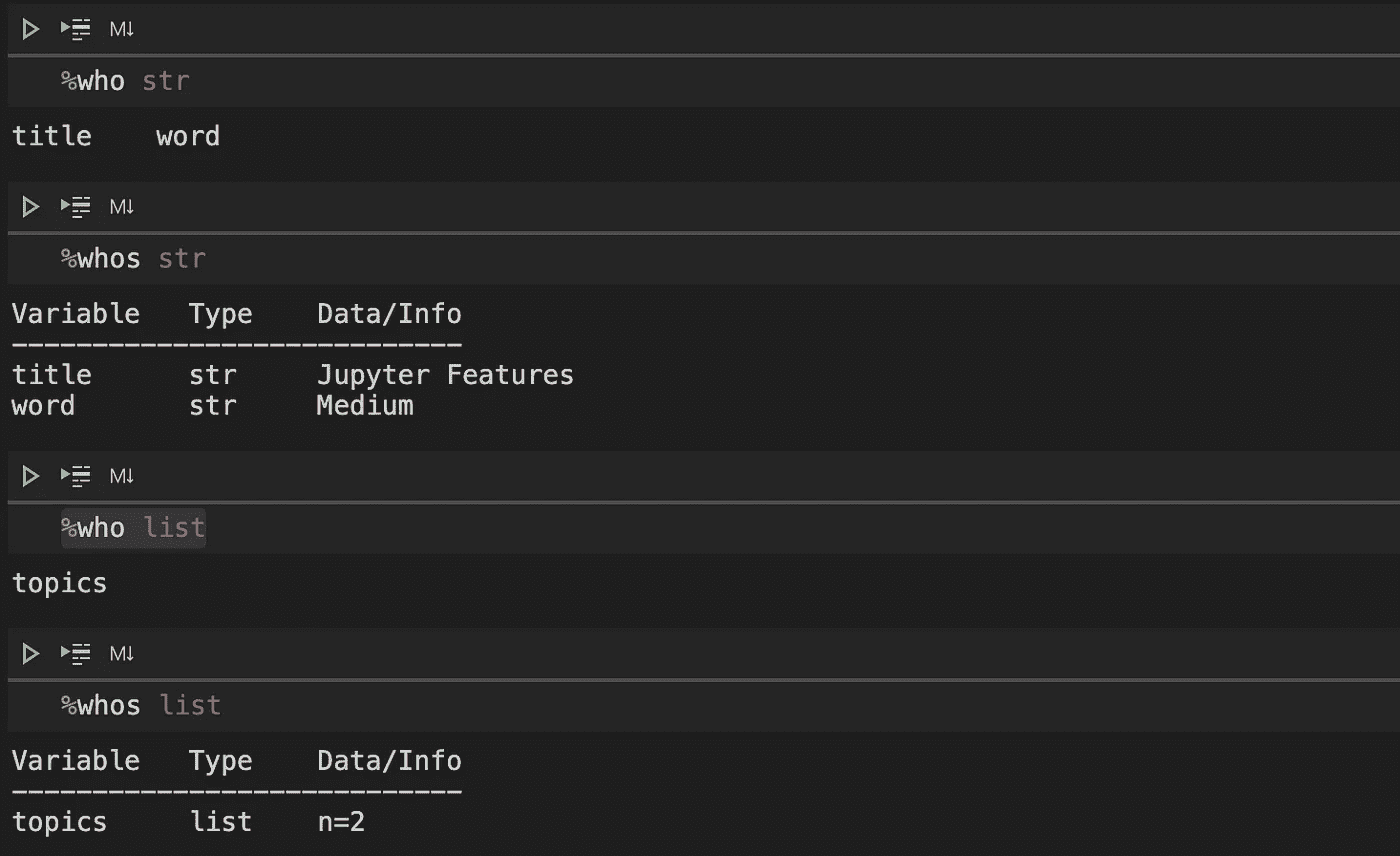 M↓
%who str
title    word
M↓
%whos str
Variable   Type    Data/Info
----------------------------
title      str     Jupyter Features
word       str     Medium
M↓
%who list
topics
M↓
%whos list
Variable   Type    Data/Info
----------------------------
topics     list    n=2